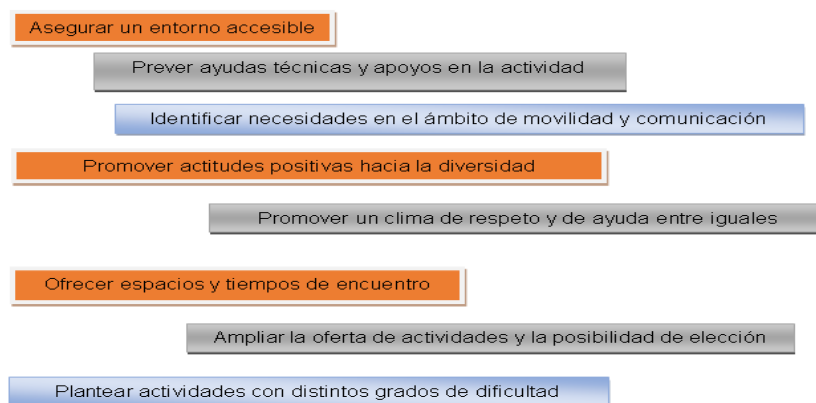 Asegurar un entorno accesible
Prever ayudas técnicas y apoyos en la actividad
Identificar necesidades en el ámbito de movilidad y comunicación
Promover actitudes positivas hacia la diversidad
Promover un clima de respeto y de ayuda entre iguales
Ofrecer espacios y tiempos de encuentro
Ampliar la oferta de actividades y la posibilidad de elección
Plantear actividades con distintos grados de dificultad